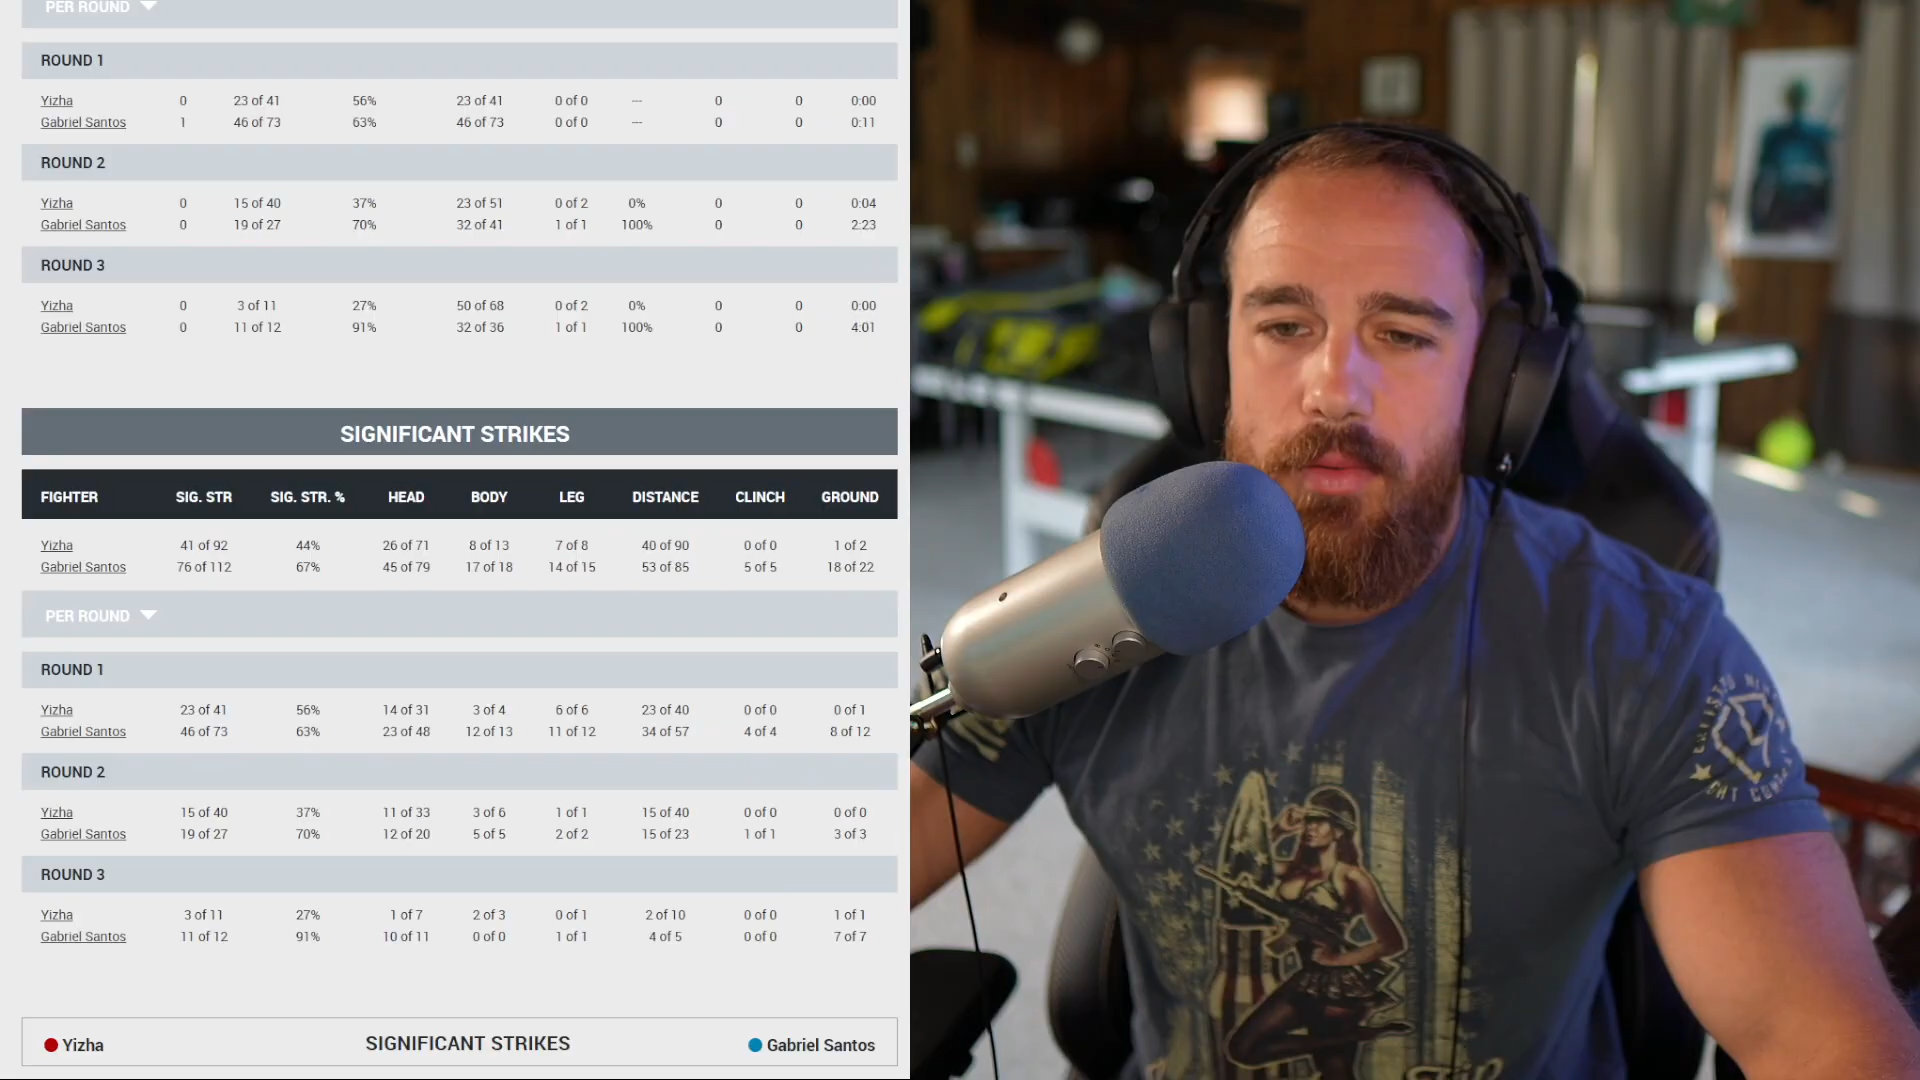 PER ROUND
ROUND 1
Yizha 0 23 of 41 56% 23 of 41 0 of 0 --- 0 0 0:00
Gabriel Santos 1 46 of 73 63% 46 of 73 0 of 0 --- 0 0 0:11
ROUND 2
Yizha 0 15 of 40 37% 23 of 51 0 of 2 0% 0 0 0:04
Gabriel Santos 0 19 of 27 70% 32 of 41 1 of 1 100% 0 0 2:23
ROUND 3
Yizha 0 3 of 11 27% 50 of 68 0 of 2 0% 0 0 0:00
Gabriel Santos 0 11 of 12 91% 32 of 36 1 of 1 100% 0 0 4:01
SIGNIFICANT STRIKES
FIGHTER SIG. STR SIG. STR. % HEAD BODY LEG DISTANCE CLINCH GROUND
Yizha 41 of 92 44% 26 of 71 8 of 13 7 of 8 40 of 90 0 of 0 1 of 2
Gabriel Santos 76 of 112 67% 45 of 79 17 of 18 14 of 15 53 of 85 5 of 5 18 of 22
PER ROUND
ROUND 1
Yizha 23 of 41 56% 14 of 31 3 of 4 6 of 6 23 of 40 0 of 0 0 of 1
Gabriel Santos 46 of 73 63% 23 of 48 12 of 13 11 of 12 34 of 57 4 of 4 8 of 12
ROUND 2
Yizha 15 of 40 37% 11 of 33 3 of 6 1 of 1 15 of 40 0 of 0 0 of 0
Gabriel Santos 19 of 27 70% 12 of 20 5 of 5 2 of 2 15 of 23 1 of 1 3 of 3
ROUND 3
Yizha 3 of 11 27% 1 of 7 2 of 3 0 of 1 2 of 10 0 of 0 1 of 1
Gabriel Santos 11 of 12 91% 10 of 11 0 of 0 1 of 1 4 of 5 0 of 0 7 of 7
Yizha SIGNIFICANT STRIKES Gabriel Santos